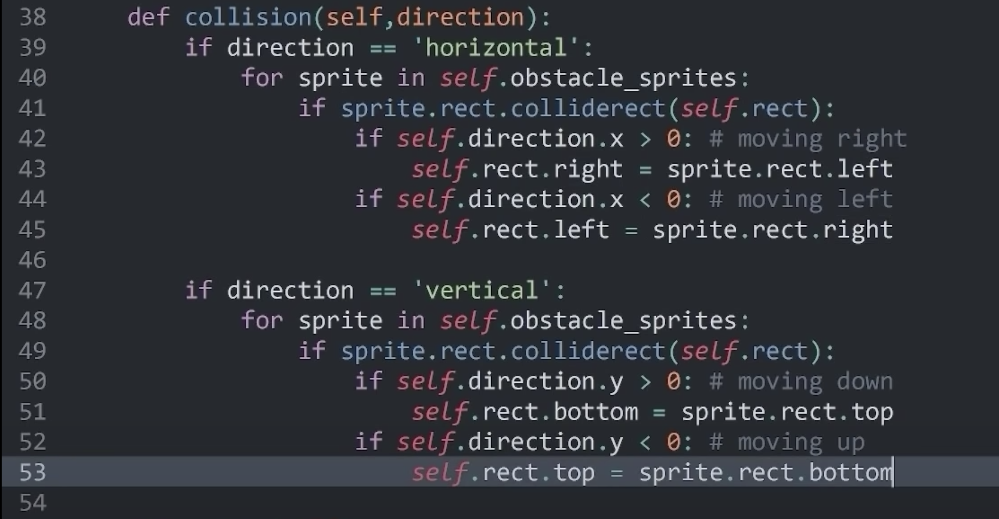 38 def collision(self,direction):
39 if direction == 'horizontal':
40 for sprite in self.obstacle_sprites:
41 if sprite.rect.colliderect(self.rect):
42 if self.direction.x > 0: # moving right
43 self.rect.right = sprite.rect.left
44 if self.direction.x < 0: # moving left
45 self.rect.left = sprite.rect.right
46
47 if direction == 'vertical':
48 for sprite in self.obstacle_sprites:
49 if sprite.rect.colliderect(self.rect):
50 if self.direction.y > 0: # moving down
51 self.rect.bottom = sprite.rect.top
52 if self.direction.y < 0: # moving up
53 self.rect.top = sprite.rect.bottom
54